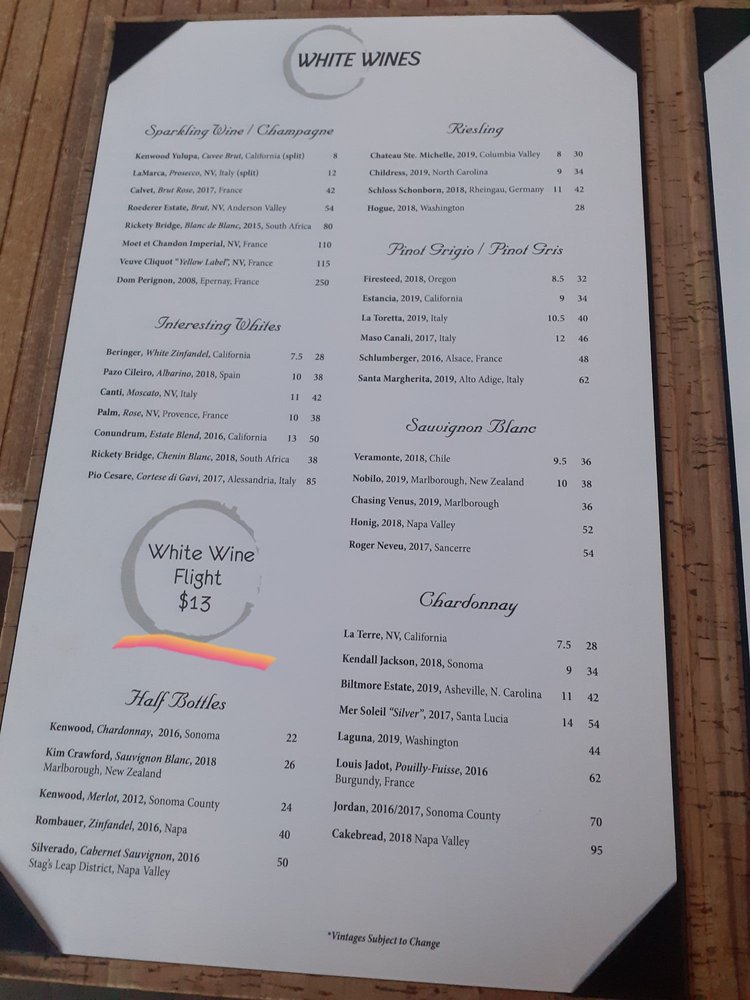 WHITE WINES
Sparkling Wine / Champagne
Kenwood Yulupa, Cuvee Brut, California (split) 8
LaMarca, Prosecco, NV, Italy (split) 12
Calvet, Brut Rose, 2017, France 42
Roederer Estate, Brut, NV, Anderson Valley 54
Rickety Bridge, Blanc de Blanc, 2015, South Africa 80
Moet et Chandon Imperial, NV, France 110
Veuve Cliquot "Yellow Label", NV, France 115
Dom Perignon, 2008, Epernay, France 250
Interesting Whites
Beringer, White Zinfandel, California 7.5 28
Pazo Cileiro, Albarino, 2018, Spain 10 38
Canti, Moscato, NV, Italy 11 42
Palm, Rose, NV, Provence, France 10 38
Conundrum, Estate Blend, 2016, California 13 50
Rickety Bridge, Chenin Blanc, 2018, South Africa 38
Pio Cesare, Cortese di Gavi, 2017, Alessandria, Italy 85
White Wine
Flight
$13
Half Bottles
Kenwood, Chardonnay, 2016, Sonoma 22
Kim Crawford, Sauvignon Blanc, 2018 26
Marlborough, New Zealand
Kenwood, Merlot, 2012, Sonoma County 24
Rombauer, Zinfandel, 2016, Napa 40
Silverado, Cabernet Sauvignon, 2016 50
Stag's Leap District, Napa Valley
Riesling
Chateau Ste. Michelle, 2019, Columbia Valley 8 30
Childress, 2019, North Carolina 9 34
Schloss Schonborn, 2018, Rheingau, Germany 11 42
Hogue, 2018, Washington 28
Pinot Grigio / Pinot Gris
Firesteed, 2018, Oregon 8.5 32
Estancia, 2019, California 9 34
La Toretta, 2019, Italy 10.5 40
Maso Canali, 2017, Italy 12 46
Schlumberger, 2016, Alsace, France 48
Santa Margherita, 2019, Alto Adige, Italy 62
Sauvignon Blanc
Veramonte, 2018, Chile 9.5 36
Nobilo, 2019, Marlborough, New Zealand 10 38
Chasing Venus, 2019, Marlborough 36
Honig, 2018, Napa Valley 52
Roger Neveu, 2017, Sancerre 54
Chardonnay
La Terre, NV, California 7.5 28
Kendall Jackson, 2018, Sonoma 9 34
Biltmore Estate, 2019, Asheville, N. Carolina 11 42
Mer Soleil "Silver", 2017, Santa Lucia 14 54
Laguna, 2019, Washington 44
Louis Jadot, Pouilly-Fuisse, 2016 62
Burgundy, France
Jordan, 2016/2017, Sonoma County 70
Cakebread, 2018 Napa Valley 95
*Vintages Subject to Change